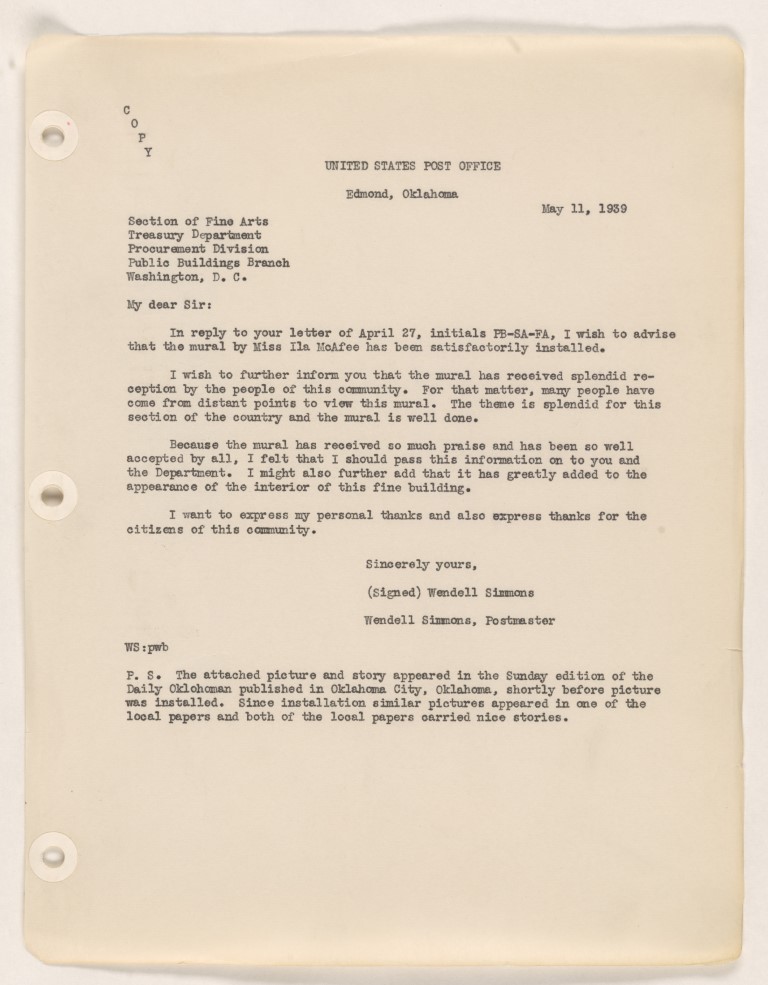 C
O
P
Y
UNITED STATES POST OFFICE
Edmond, Oklahoma
May 11, 1939
Section of Fine Arts
Treasury Department
Procurement Division
Public Buildings Branch
Washington, D. C.
My dear Sir:
In reply to your letter of April 27, initials PB-SA-FA, I wish to advise
that the mural by Miss Ila McAfee has been satisfactorily installed.
I wish to further inform you that the mural has received splendid re-
ception by the people of this community. For that matter, many people have
come from distant points to view this mural. The theme is splendid for this
section of the country and the mural is well done.
Because the mural has received so much praise and has been so well
accepted by all, I felt that I should pass this information on to you and
the Department. I might also further add that it has greatly added to the
appearance of the interior of this fine building.
I want to express my personal thanks and also express thanks for the
citizens of this community.
Sincerely yours,
(Signed) Wendell Simmons
Wendell Simmons, Postmaster
WS:pwb
P. S. The attached picture and story appeared in the Sunday edition of the
Daily Oklohoman published in Oklahoma City, Oklahoma, shortly before picture
was installed. Since installation similar pictures appeared in one of the
local papers and both of the local papers carried nice stories.